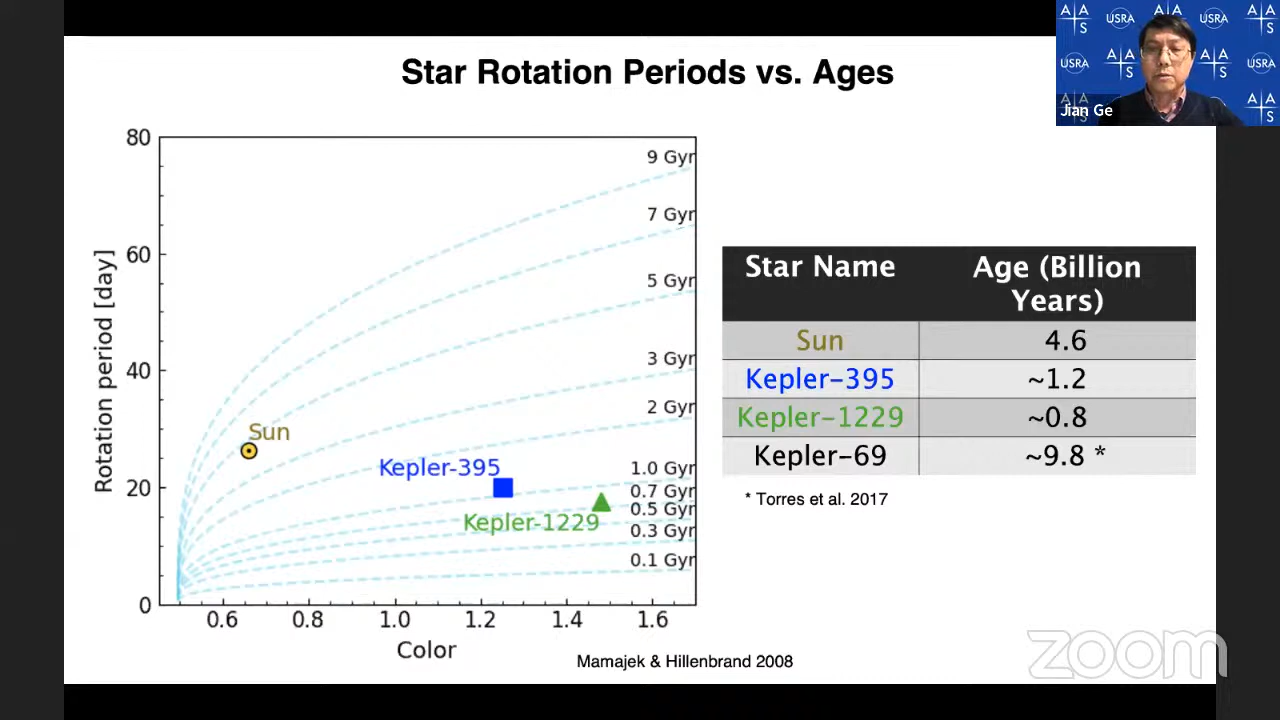 Star Rotation Periods vs. Ages
A A S
USRA
A A S
USRA
A A S
USRA
A A S
A A S
USRA
A A S
A A S
Jian Ge
80
60
40
20
0
Rotation period [day]
9 Gyr
7 Gyr
5 Gyr
3 Gyr
2 Gyr
1.0 Gyr
0.7 Gyr
0.5 Gyr
0.3 Gyr
0.1 Gyr
Sun
Kepler-395
Kepler-1229
0.6 0.8 1.0 1.2 1.4 1.6
Color
Mamajek & Hillenbrand 2008
Star Name Age (Billion
Years)
Sun 4.6
Kepler-395 ~1.2
Kepler-1229 ~0.8
Kepler-69 ~9.8 *
* Torres et al. 2017
zoom